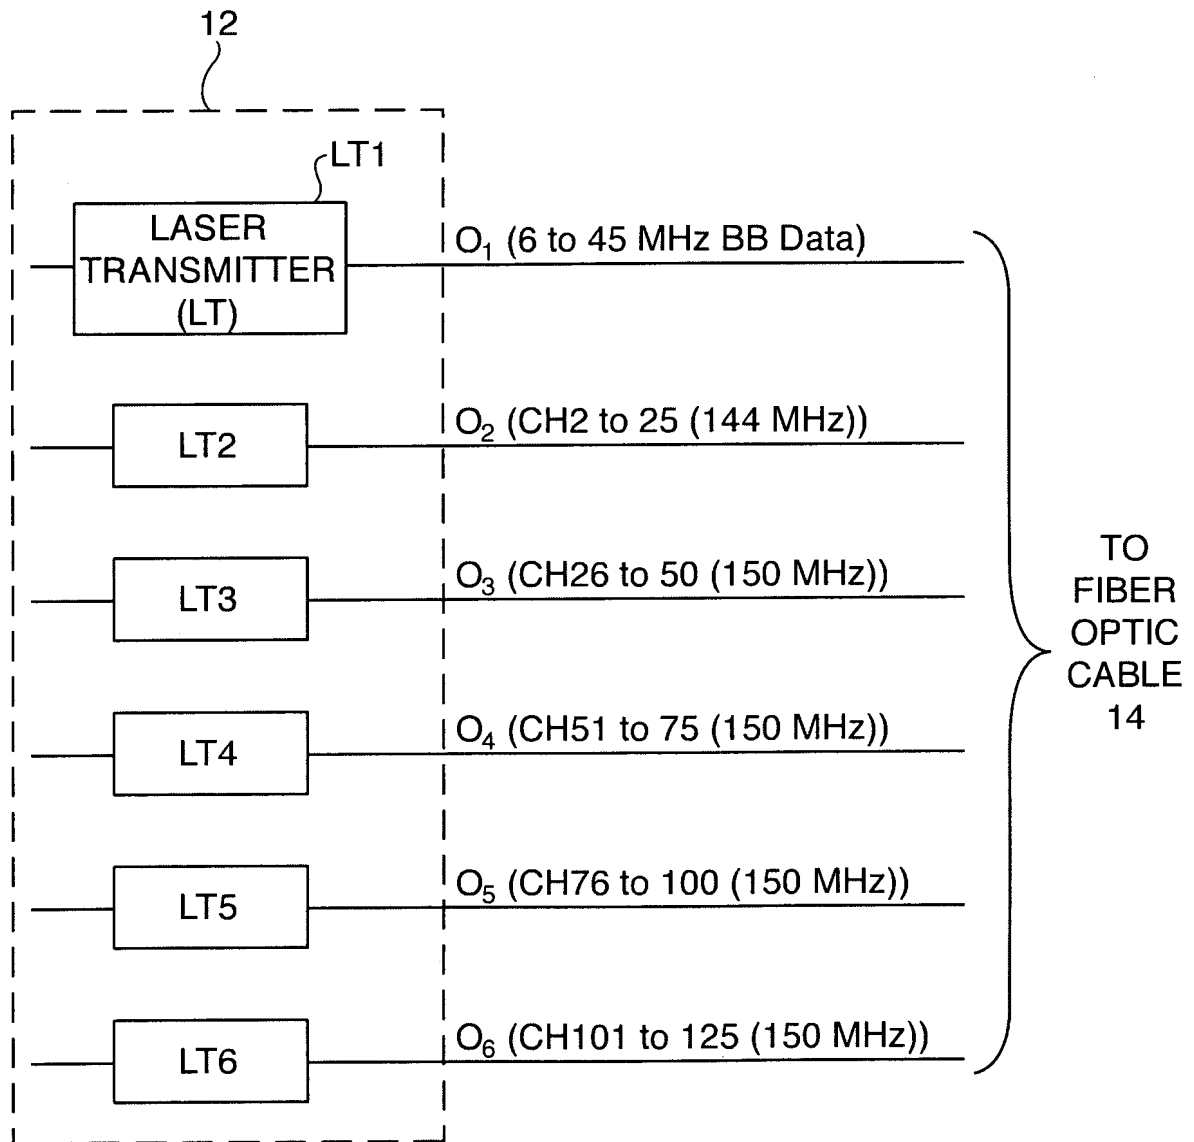 12
LT1
LASER
TRANSMITTER
(LT)
O₁ (6 to 45 MHz BB Data)
LT2
O₂ (CH2 to 25 (144 MHz))
LT3
O₃ (CH26 to 50 (150 MHz))
LT4
O₄ (CH51 to 75 (150 MHz))
LT5
O₅ (CH76 to 100 (150 MHz))
LT6
O₆ (CH101 to 125 (150 MHz))
TO
FIBER
OPTIC
CABLE
14